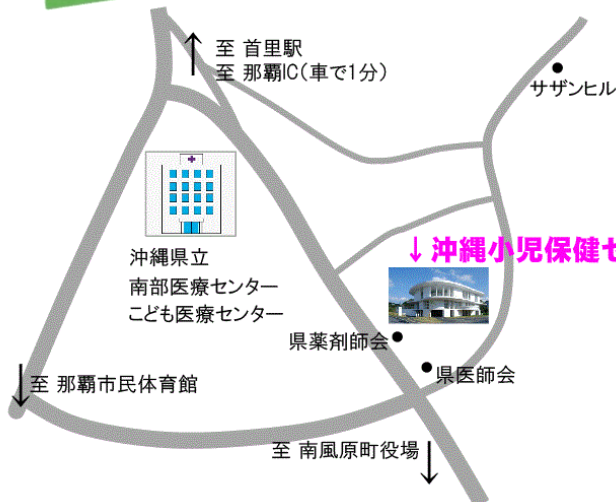 至 首里駅
至 那覇IC(車で1分)
サザンヒル
沖縄県立
南部医療センター
こども医療センター
↓沖縄小児保健セ
県薬剤師会
県医師会
至 那覇市民体育館
至 南風原町役場